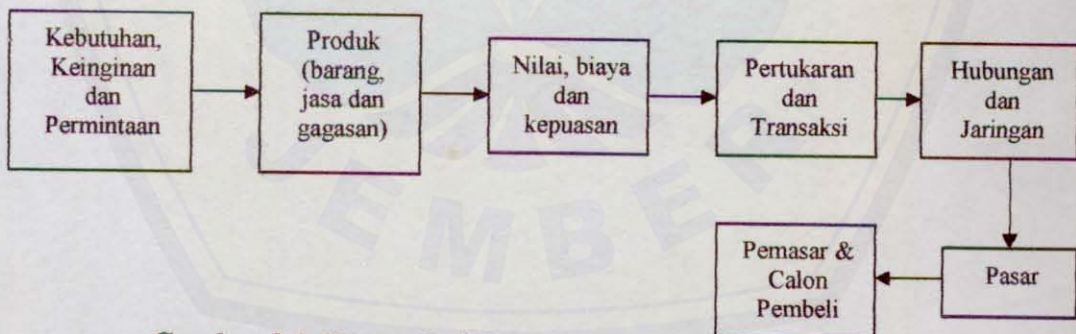 Kebutuhan,
Keinginan
dan
Permintaan
Produk
(barang,
jasa dan
gagasan)
Nilai, biaya
dan
kepuasan
Pertukaran
dan
Transaksi
Hubungan
dan
Jaringan
Pasar
Pemasar &
Calon
Pembeli
EMBER